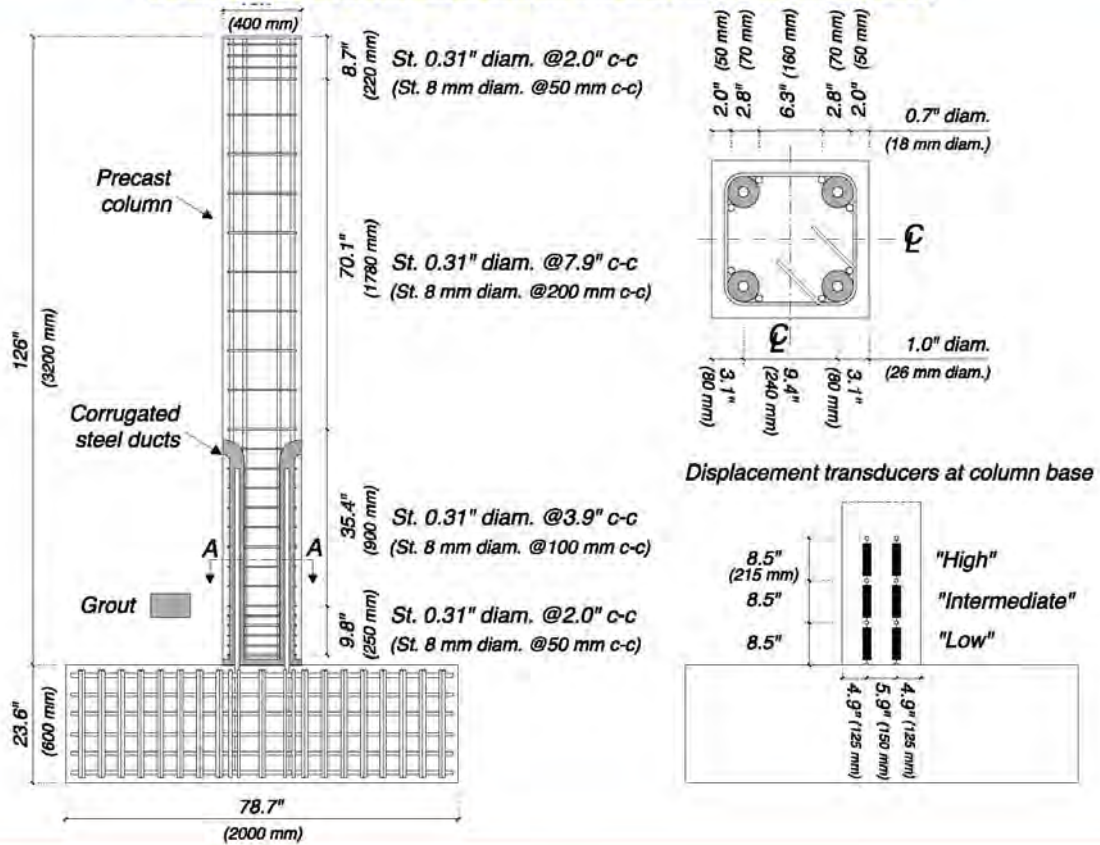 (400 mm)
8.7"
(220 mm)
St. 0.31" diam. @2.0" c-c
(St. 8 mm diam. @50 mm c-c)
Precast
column
70.1"
(1780 mm)
St. 0.31" diam. @7.9" c-c
(St. 8 mm diam. @200 mm c-c)
126"
(3200 mm)
Corrugated
steel ducts
35.4"
(900 mm)
St. 0.31" diam. @3.9" c-c
(St. 8 mm diam. @100 mm c-c)
A
A
Grout
9.8"
(250 mm)
St. 0.31" diam. @2.0" c-c
(St. 8 mm diam. @50 mm c-c)
23.6"
(600 mm)
78.7"
(2000 mm)
2.0" (50 mm)
2.8" (70 mm)
6.3" (160 mm)
2.8" (70 mm)
2.0" (50 mm)
0.7" diam.
(18 mm diam.)
℄
℄
1.0" diam.
(26 mm diam.)
3.1"
(80 mm)
9.4"
(240 mm)
3.1"
(80 mm)
Displacement transducers at column base
8.5"
(215 mm)
"High"
8.5"
"Intermediate"
8.5"
"Low"
4.9" (125 mm)
5.9" (150 mm)
4.9" (125 mm)